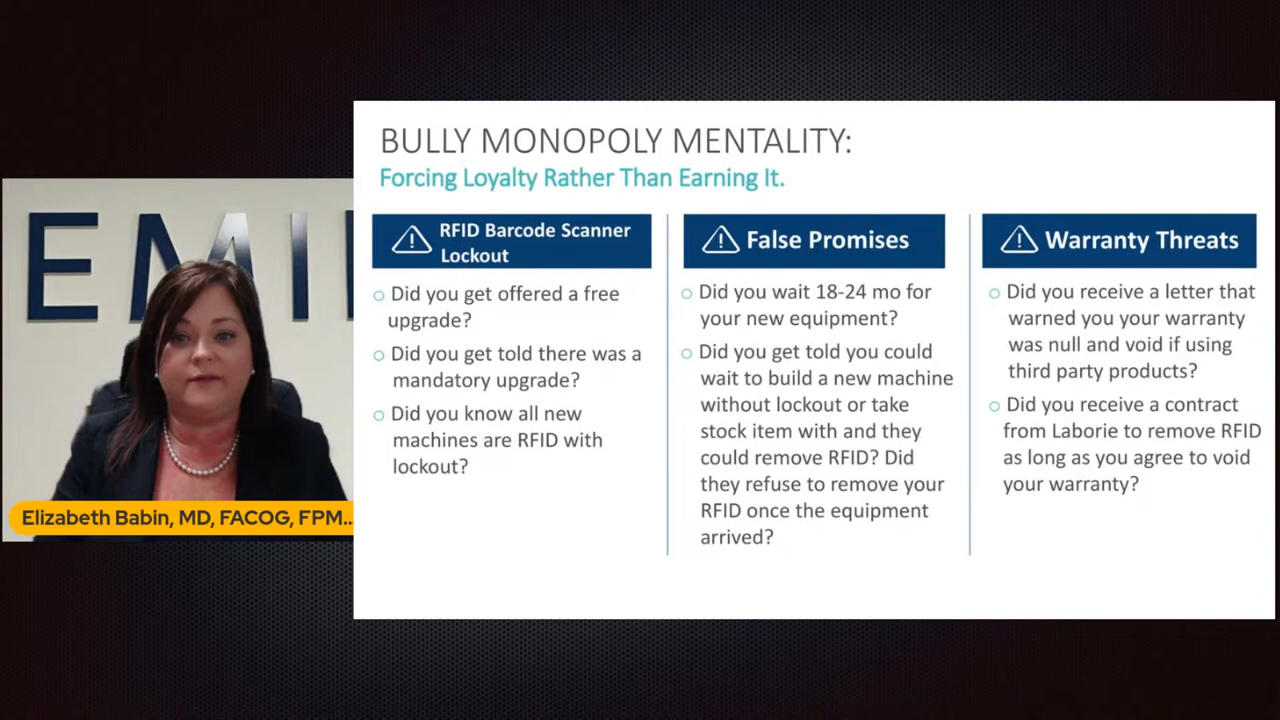 BULLY MONOPOLY MENTALITY:
Forcing Loyalty Rather Than Earning It.
RFID Barcode Scanner
Lockout
Did you get offered a free
upgrade?
Did you get told there was a
mandatory upgrade?
Did you know all new
machines are RFID with
lockout?
False Promises
Did you wait 18-24 mo for
your new equipment?
Did you get told you could
wait to build a new machine
without lockout or take
stock item with and they
could remove RFID? Did
they refuse to remove your
RFID once the equipment
arrived?
Warranty Threats
Did you receive a letter that
warned you your warranty
was null and void if using
third party products?
Did you receive a contract
from Laborie to remove RFID
as long as you agree to void
your warranty?
EMI
Elizabeth Babin, MD, FACOG, FPM..